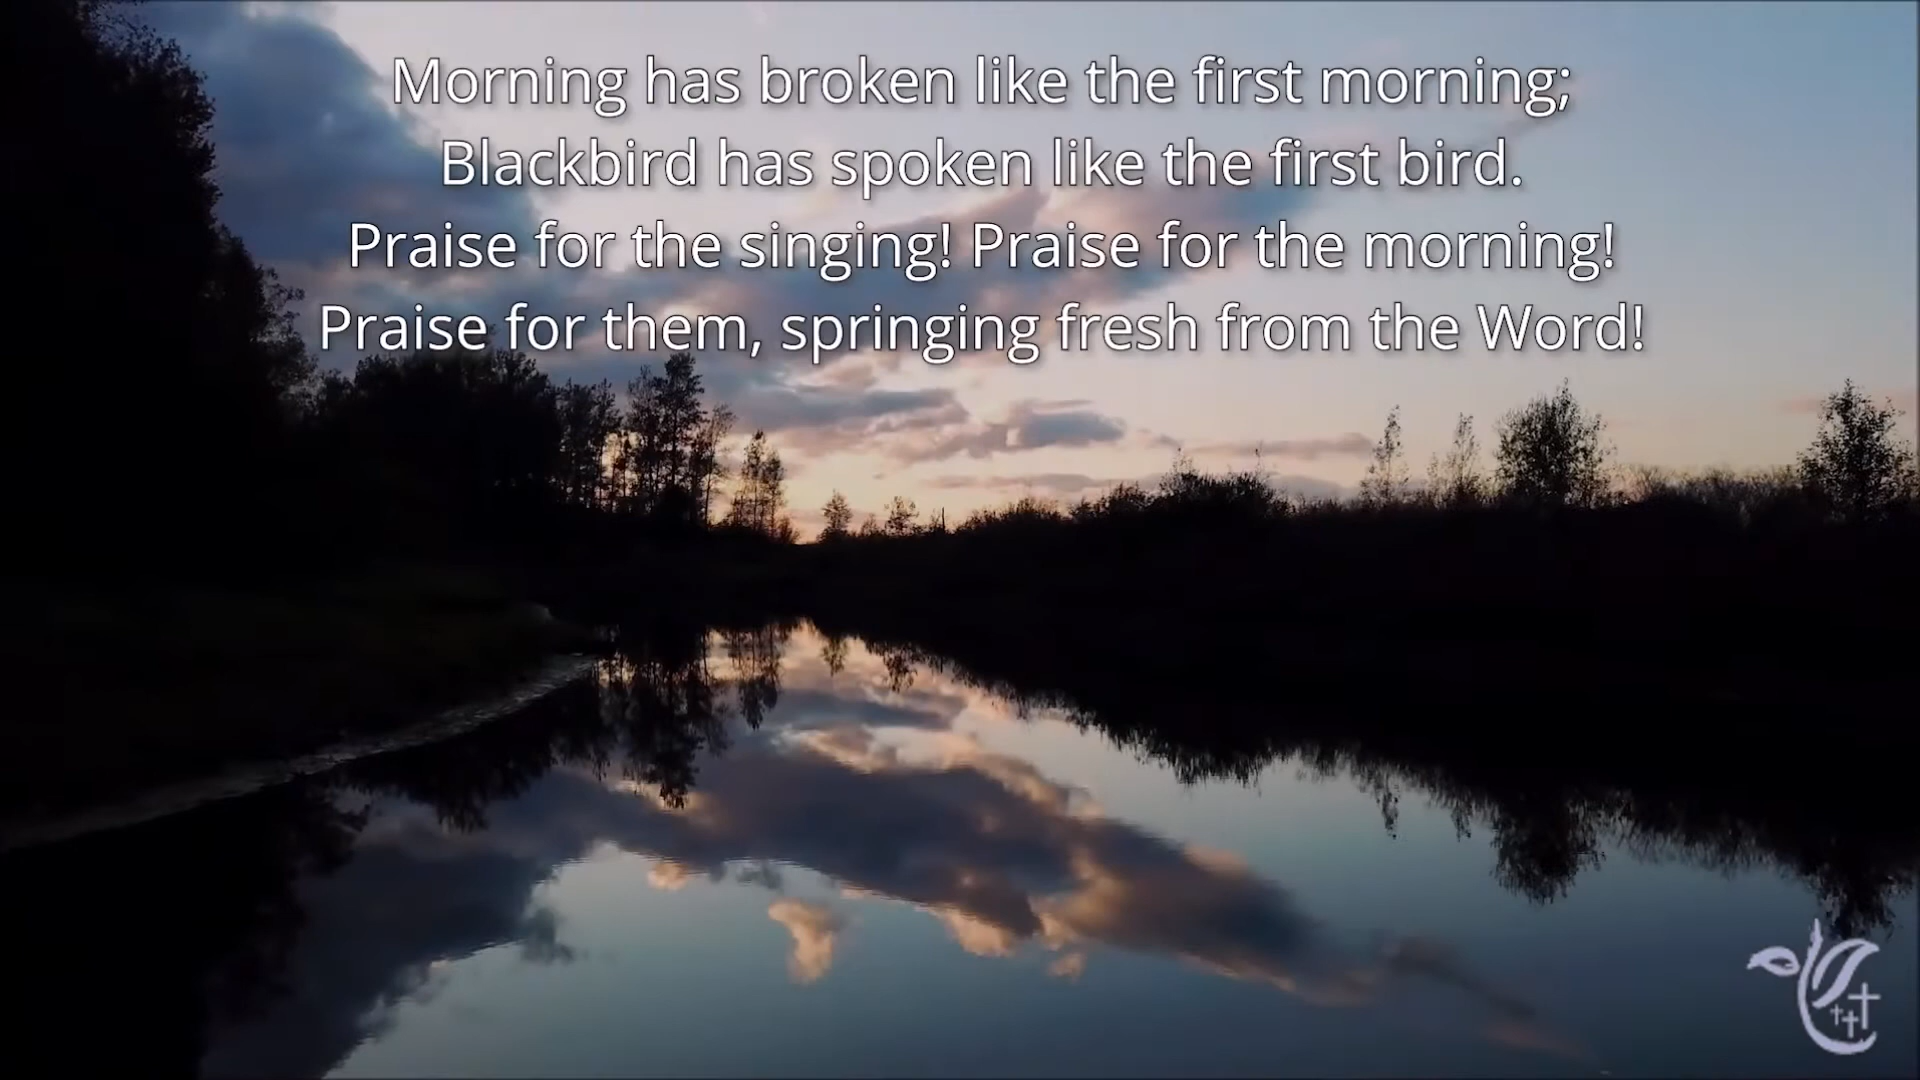 Morning has broken like the first morning;
Blackbird has spoken like the first bird.
Praise for the singing! Praise for the morning!
Praise for them, springing fresh from the Word!